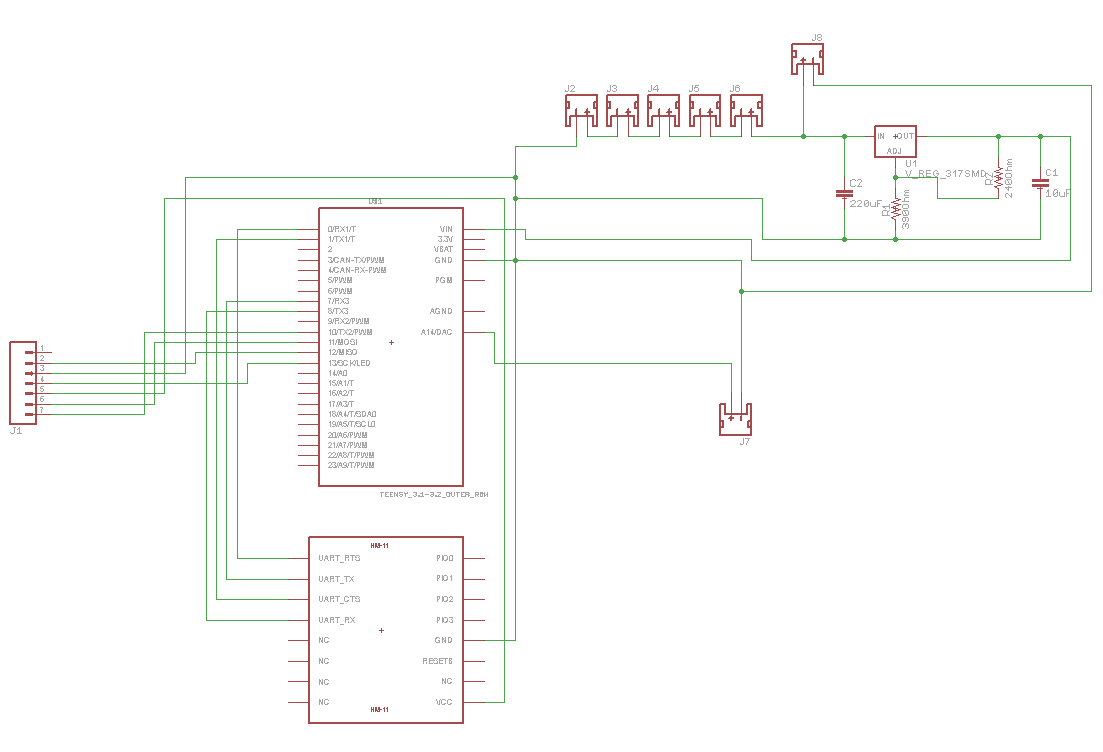 J8
J2 J3 J4 J5 J6
IN OUT
ADJ
U1
V_REG_317SMD
C2
220uF
R1
390Ohm
R2
240Ohm
C1
10uF
0/RX1/T
1/TX1/T
2
3/CAN-TX/PWM
4/CAN-RX-PWM
5/PWM
6/PWM
7/RX3
8/TX3
9/RX2/PWM
10/TX2/PWM
11/MOSI
12/MISO
13/SCK/LED
14/A0
15/A1/T
16/A2/T
17/A3/T
18/A4/T/SDA0
19/A5/T/SCL0
20/A6/PWM
21/A7/PWM
22/A8/T/PWM
23/A9/T/PWM
VIN
3.3V
VBAT
GND
PGM
AGND
A14/DAC
TEENSY_3.1-3.2_OUTER_ROW
1
2
3
4
5
6
7
J1
J7
HM-11
UART_RTS
UART_TX
UART_CTS
UART_RX
NC
NC
NC
NC
PIO0
PIO1
PIO2
PIO3
GND
RESETB
NC
VCC
HM-11